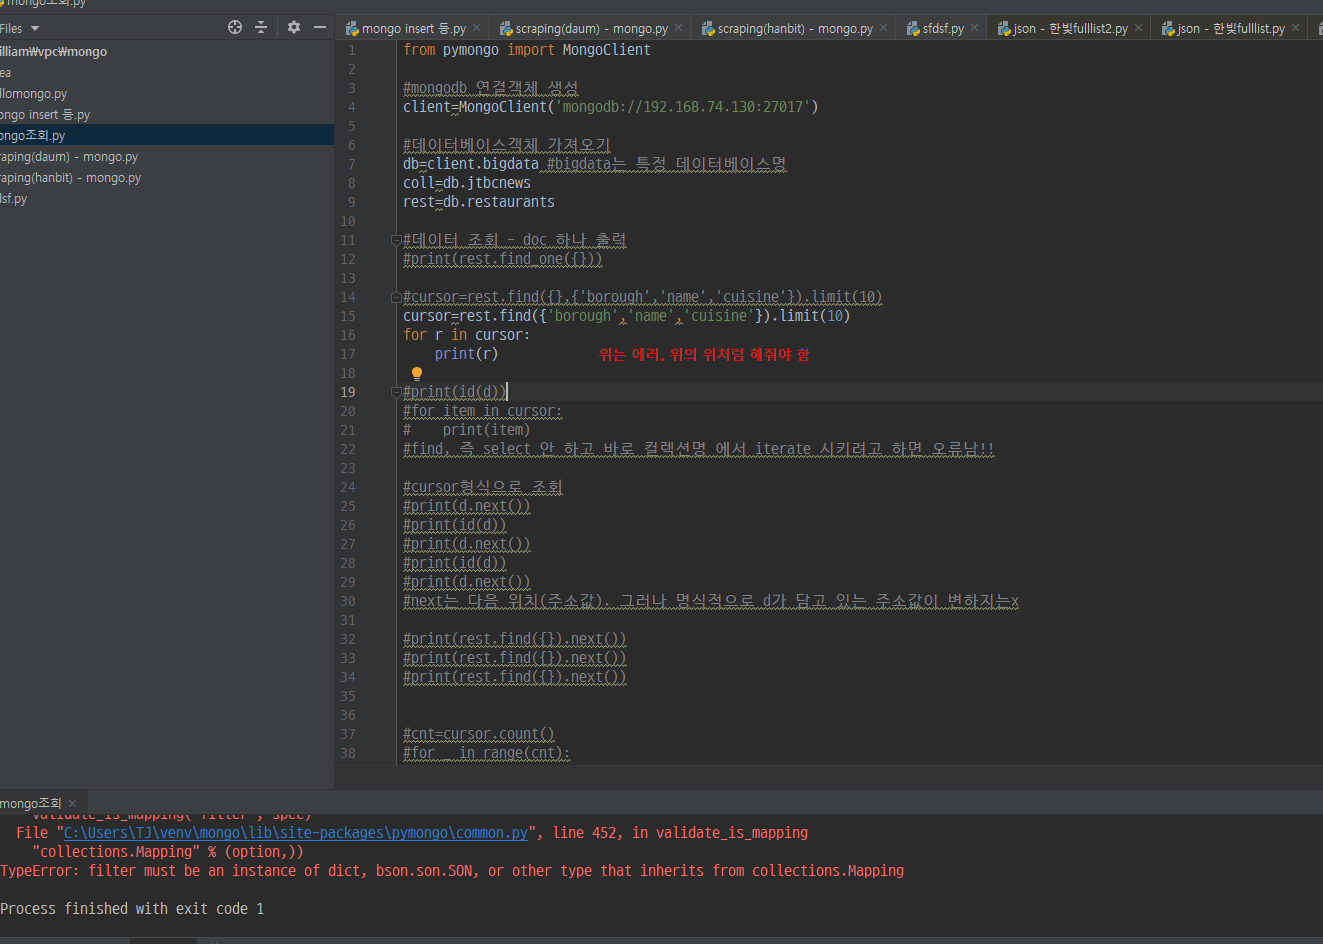 mongo조회.py
Files
mongo insert 등.py
scraping(daum) - mongo.py
scraping(hanbit) - mongo.py
sfdsf.py
json - 한빛fulllist2.py
json - 한빛fulllist.py
illiam₩vpc₩mongo
ea
llomongo.py
ongo insert 등.py
ongo조회.py
raping(daum) - mongo.py
raping(hanbit) - mongo.py
dsf.py
1 from pymongo import MongoClient
2
3 #mongodb 연결객체 생성
4 client=MongoClient('mongodb://192.168.74.130:27017')
5
6 #데이터베이스객체 가져오기
7 db=client.bigdata #bigdata는 특정 데이터베이스명
8 coll=db.jtbcnews
9 rest=db.restaurants
10
11 #데이터 조회 - doc 하나 출력
12 #print(rest.find_one({}))
13
14 #cursor=rest.find({},{'borough','name','cuisine'}).limit(10)
15 cursor=rest.find({'borough','name','cuisine'}).limit(10)
16 for r in cursor:
17 print(r) 위는 에러. 위의 위치럼 해줘야 함
18
19 #print(id(d))
20 #for item in cursor:
21 # print(item)
22 #find, 즉 select 안 하고 바로 컬렉션명 에서 iterate 시키려고 하면 오류남!!
23
24 #cursor형식으로 조회
25 #print(d.next())
26 #print(id(d))
27 #print(d.next())
28 #print(id(d))
29 #print(d.next())
30 #next는 다음 위치(주소값). 그러나 명식적으로 d가 담고 있는 주소값이 변하지는x
31
32 #print(rest.find({}).next())
33 #print(rest.find({}).next())
34 #print(rest.find({}).next())
35
36
37 #cnt=cursor.count()
38 #for _ in range(cnt):
mongo조회
validate_is_mapping("filter", spec)
File "C:\Users\TJ\venv\mongo\lib\site-packages\pymongo\common.py", line 452, in validate_is_mapping
"collections.Mapping" % (option,))
TypeError: filter must be an instance of dict, bson.son.SON, or other type that inherits from collections.Mapping
Process finished with exit code 1